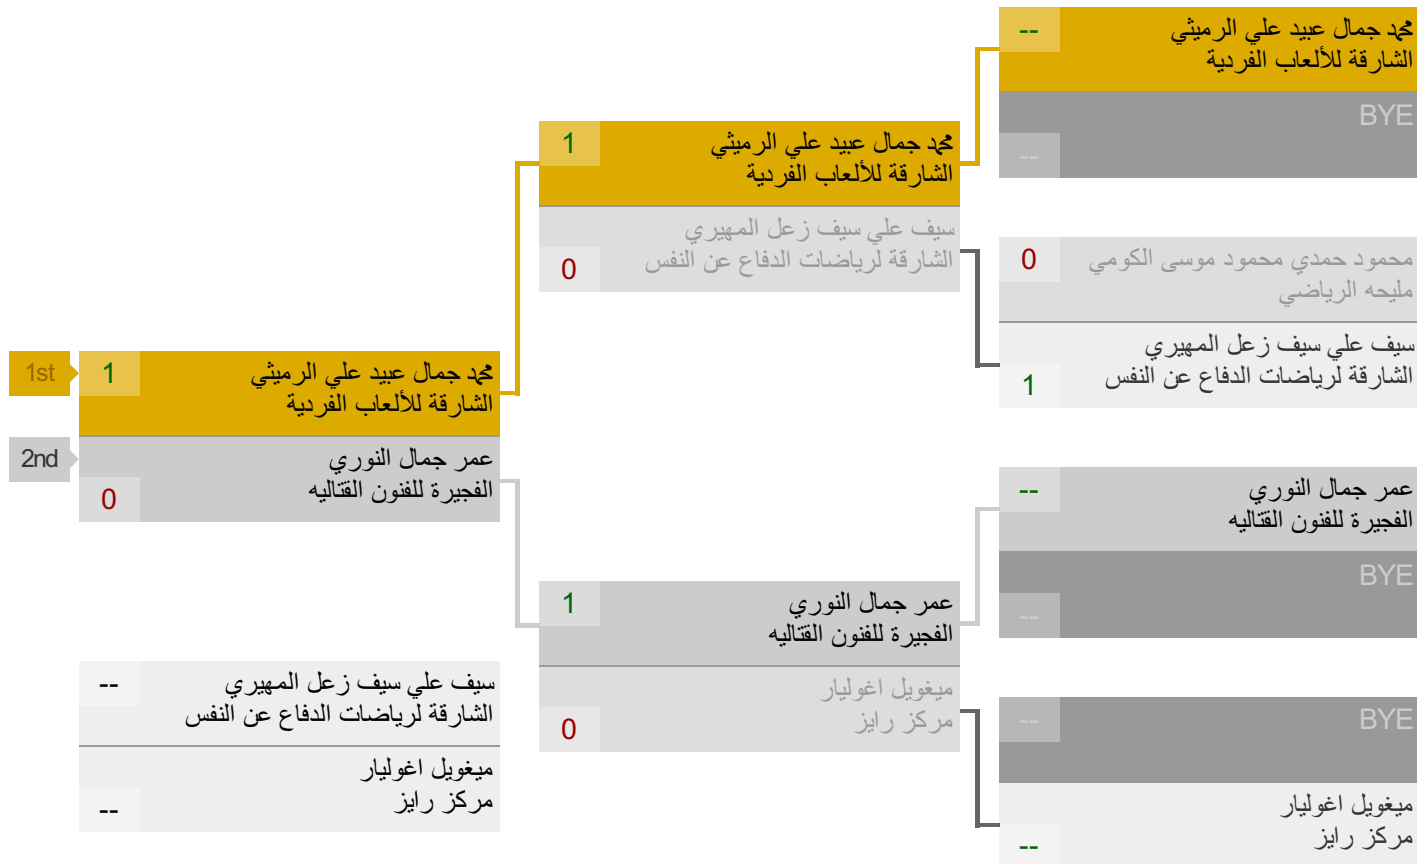 محمد جمال عبيد علي الرميثي
الشارقة للألعاب الفردية
--
BYE
--
محمود حمدي محمود موسى الكومي
مليحه الرياضي
0
سيف علي سيف زعل المهيري
الشارقة لرياضات الدفاع عن النفس
1
عمر جمال النوري
الفجيرة للفنون القتاليه
--
BYE
--
BYE
--
ميغويل اغوليار
مركز رايز
--
محمد جمال عبيد علي الرميثي
الشارقة للألعاب الفردية
1
سيف علي سيف زعل المهيري
الشارقة لرياضات الدفاع عن النفس
0
عمر جمال النوري
الفجيرة للفنون القتاليه
1
ميغويل اغوليار
مركز رايز
0
محمد جمال عبيد علي الرميثي
الشارقة للألعاب الفردية
1
1st
عمر جمال النوري
الفجيرة للفنون القتاليه
0
2nd
سيف علي سيف زعل المهيري
الشارقة لرياضات الدفاع عن النفس
--
ميغويل اغوليار
مركز رايز
--